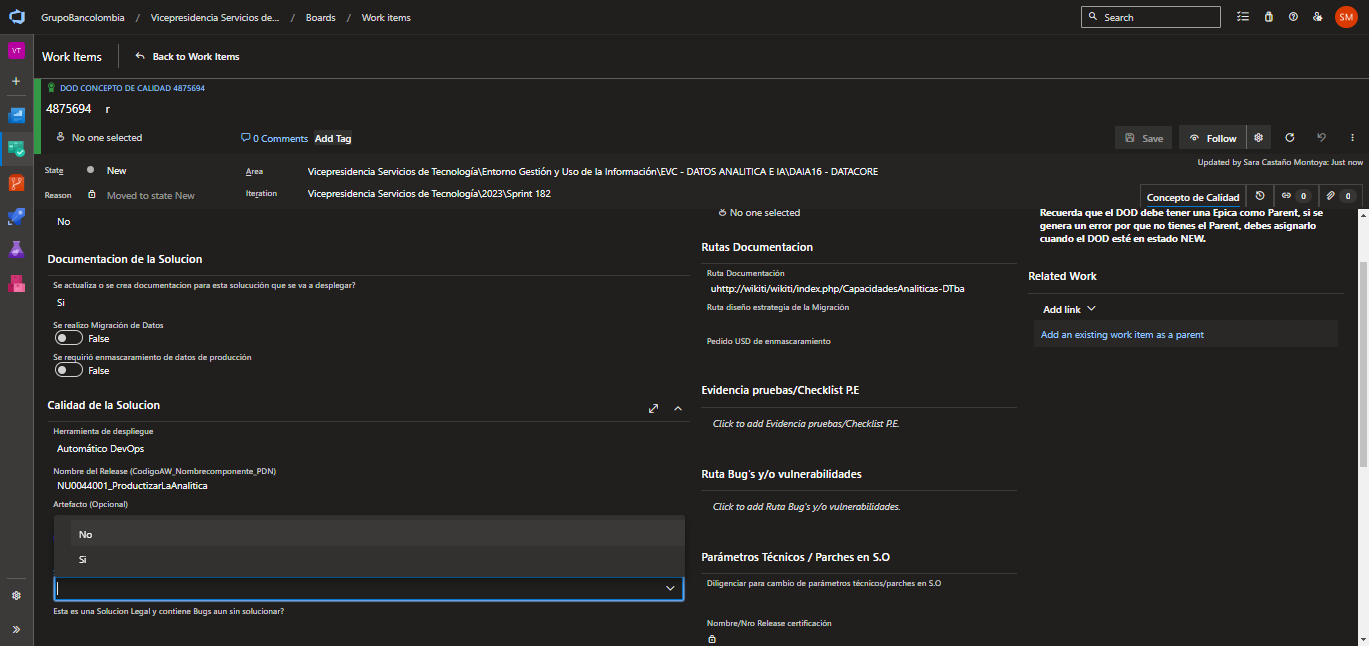 GrupoBancolombia / Vicepresidencia Servicios de... / Boards / Work items
Search
SM
VT
Work Items
Back to Work Items
DOD CONCEPTO DE CALIDAD 4875694
4875694 r
No one selected
0 Comments
Add Tag
Save
Follow
State
New
Area
Vicepresidencia Servicios de Tecnología\Entorno Gestión y Uso de la Información\EVC - DATOS ANALITICA E IA\DAIA16 - DATACORE
Updated by Sara Castaño Montoya: Just now
Reason
Moved to state New
Iteration
Vicepresidencia Servicios de Tecnología\2023\Sprint 182
Concepto de Calidad
0
0
No
Documentacion de la Solucion
Se actualiza o se crea documentacion para esta solucución que se va a desplegar?
Si
Se realizo Migración de Datos
False
Se requirió enmascaramiento de datos de producción
False
Calidad de la Solucion
Herramienta de despliegue
Automático DevOps
Nombre del Release (CodigoAW_Nombrecomponente_PDN)
NU0044001_ProductizarLaAnalitica
Artefacto (Opcional)
No
Si
Esta es una Solucion Legal y contiene Bugs aun sin solucionar?
No one selected
Rutas Documentacion
Ruta Documentación
uhttp://wikiti/wikiti/index.php/CapacidadesAnaliticas-DTba
Ruta diseño estrategia de la Migración
Pedido USD de enmascaramiento
Evidencia pruebas/Checklist P.E
Click to add Evidencia pruebas/Checklist P.E.
Ruta Bug's y/o vulnerabilidades
Click to add Ruta Bug's y/o vulnerabilidades.
Parámetros Técnicos / Parches en S.O
Diligenciar para cambio de parámetros técnicos/parches en S.O
Nombre/Nro Release certificación
Recuerda que el DOD debe tener una Epica como Parent, si se
genera un error por que no tienes el Parent, debes asignarlo
cuando el DOD esté en estado NEW.
Related Work
Add link
Add an existing work item as a parent